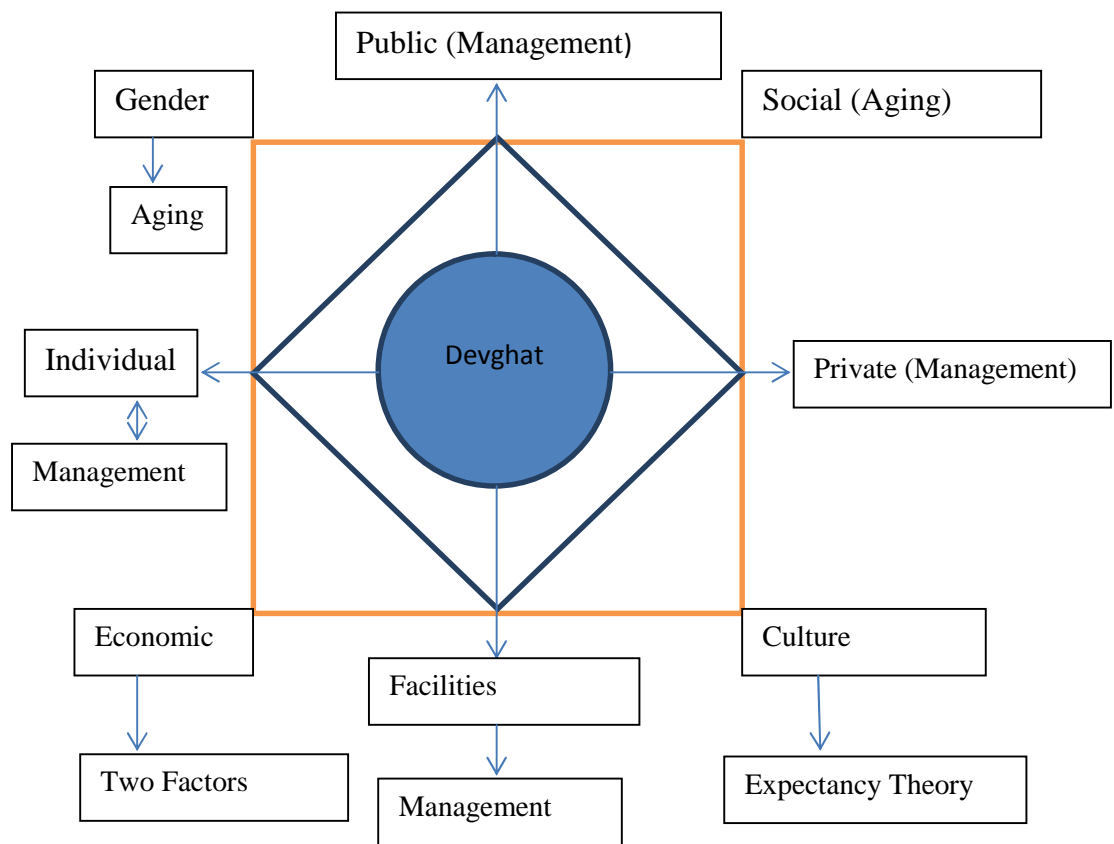 Public (Management)
Gender
Social (Aging)
Aging
Devghat
Individual
Private (Management)
Management
Economic
Culture
Facilities
Two Factors
Expectancy Theory
Management